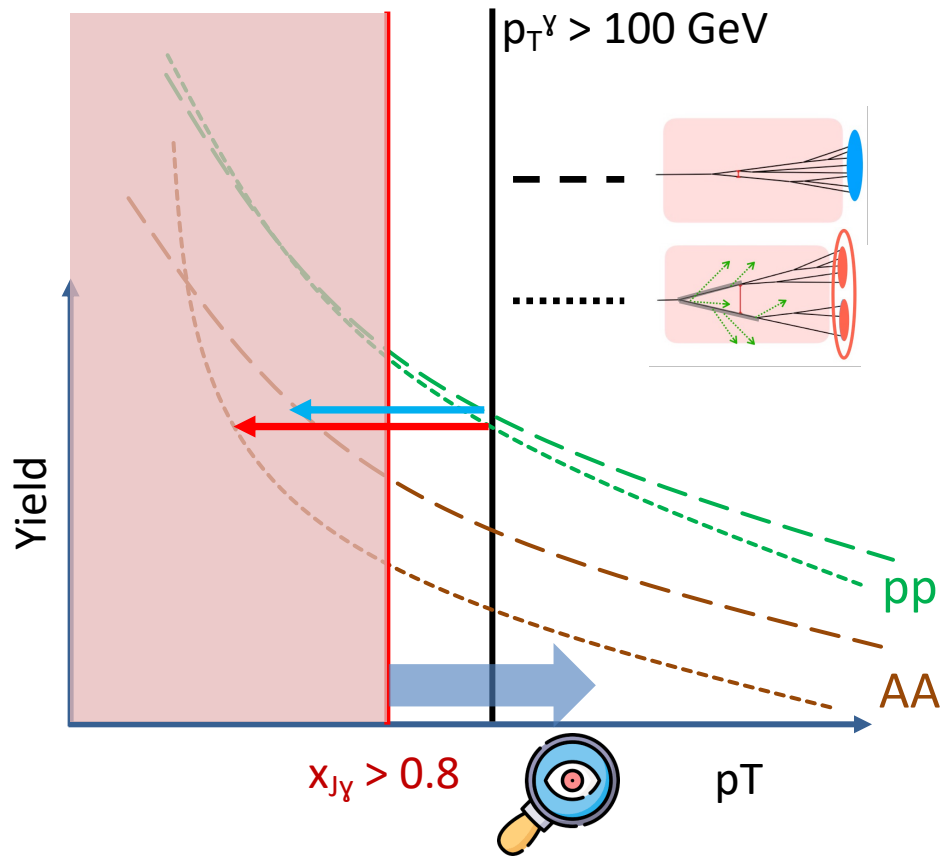 p_T^γ > 100 GeV
Yield
pp
AA
x_Jγ > 0.8
pT